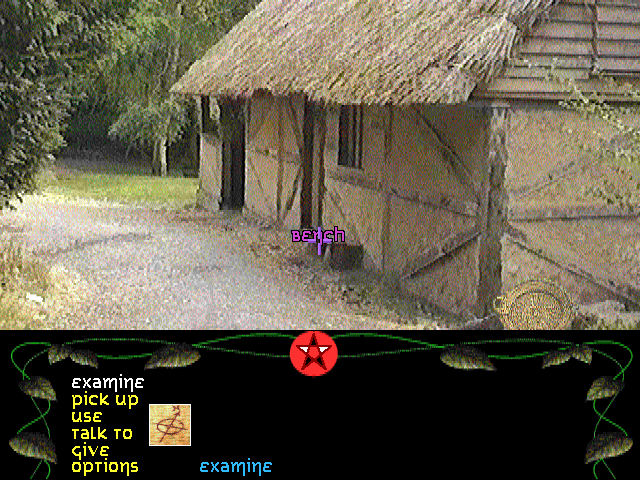 Bench
examine
pick up
use
talk to
give
options
examine